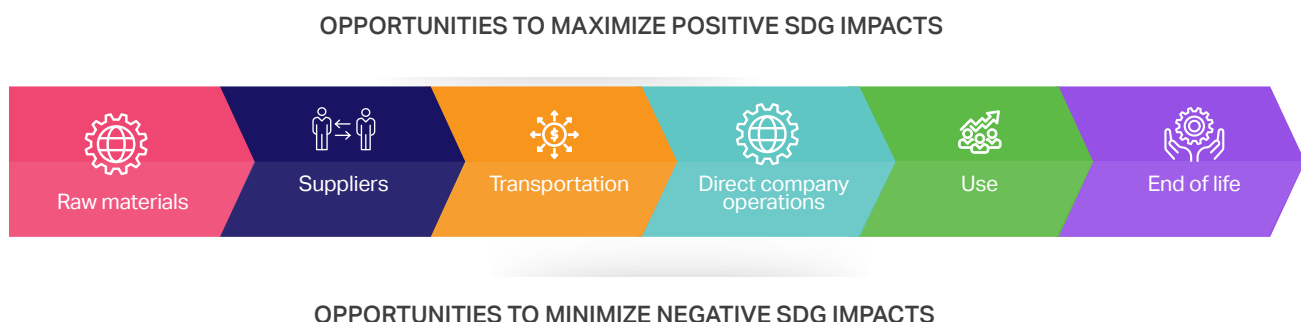 OPPORTUNITIES TO MAXIMIZE POSITIVE SDG IMPACTS
Raw materials
Suppliers
Transportation
$
Direct company
operations
Use
End of life
OPPORTUNITIES TO MINIMIZE NEGATIVE SDG IMPACTS